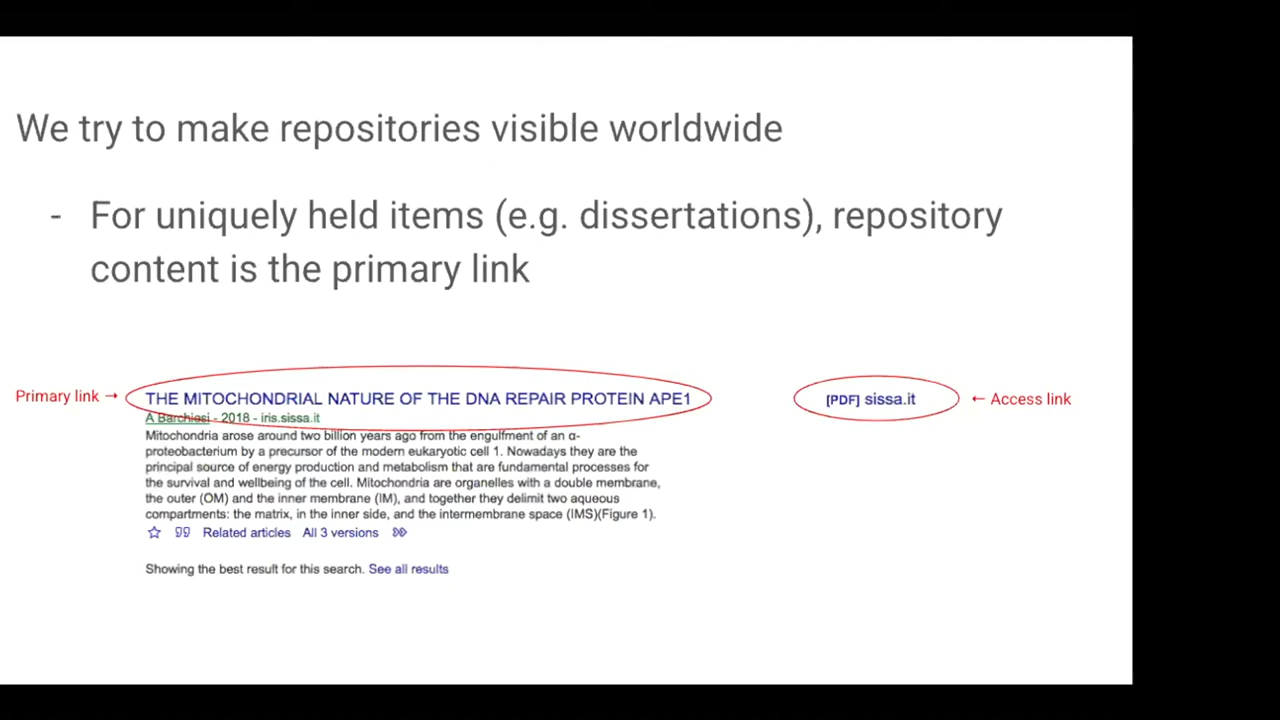 We try to make repositories visible worldwide
- For uniquely held items (e.g. dissertations), repository
content is the primary link
Primary link →
THE MITOCHONDRIAL NATURE OF THE DNA REPAIR PROTEIN APE1
[PDF] sissa.it
← Access link
A Barchiesi - 2018 - iris.sissa.it
Mitochondria arose around two billion years ago from the engulfment of an α-
proteobacterium by a precursor of the modern eukaryotic cell 1. Nowadays they are the
principal source of energy production and metabolism that are fundamental processes for
the survival and wellbeing of the cell. Mitochondria are organelles with a double membrane,
the outer (OM) and the inner membrane (IM), and together they delimit two aqueous
compartments: the matrix, in the inner side, and the intermembrane space (IMS)(Figure 1).
Related articles All 3 versions
Showing the best result for this search. See all results